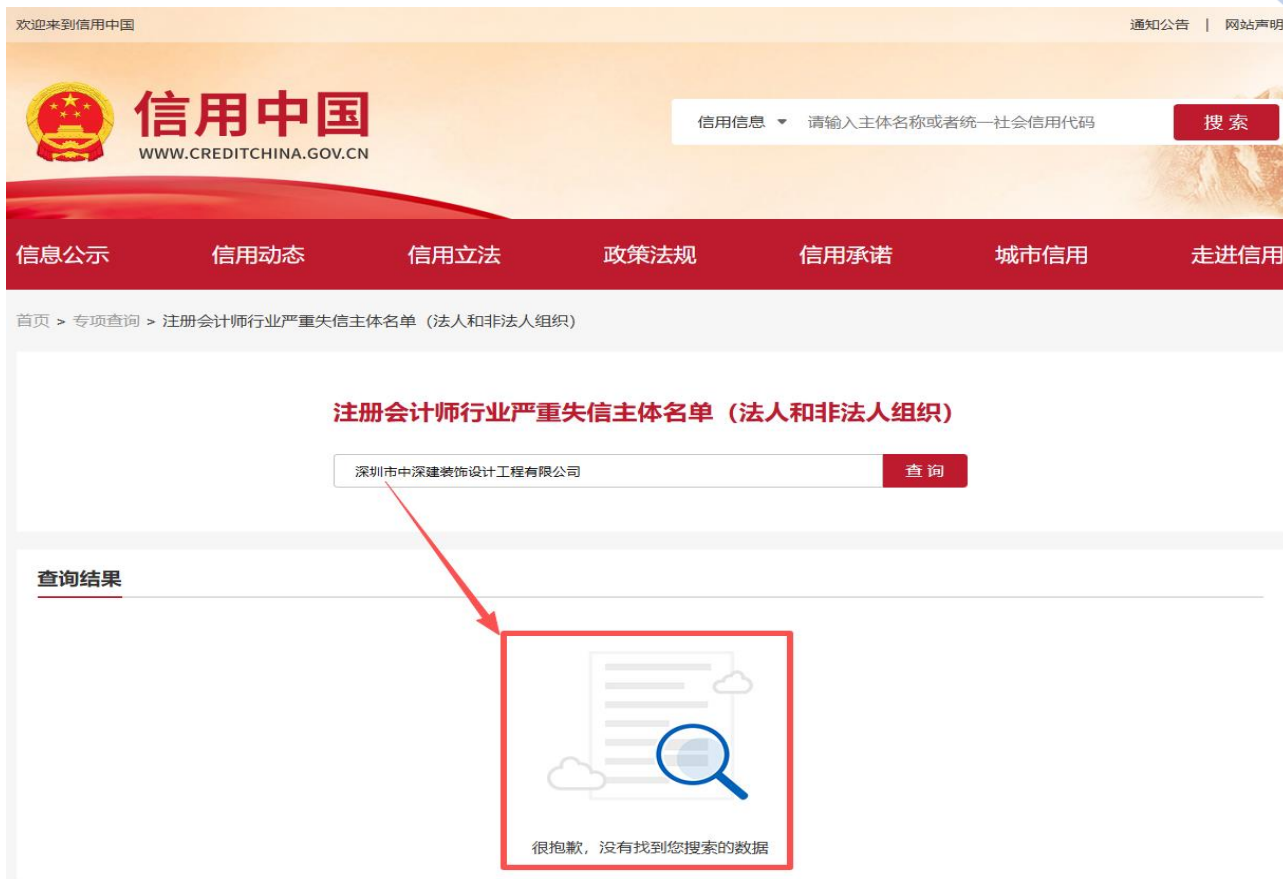 欢迎来到信用中国 通知公告 | 网站声明
信用中国
WWW.CREDITCHINA.GOV.CN
信用信息 请输入主体名称或者统一社会信用代码 搜索
信息公示 信用动态 信用立法 政策法规 信用承诺 城市信用 走进信用
首页 > 专项查询 > 注册会计师行业严重失信主体名单（法人和非法人组织）
注册会计师行业严重失信主体名单（法人和非法人组织）
深圳市中深建装饰设计工程有限公司 查询
查询结果
很抱歉，没有找到您搜索的数据